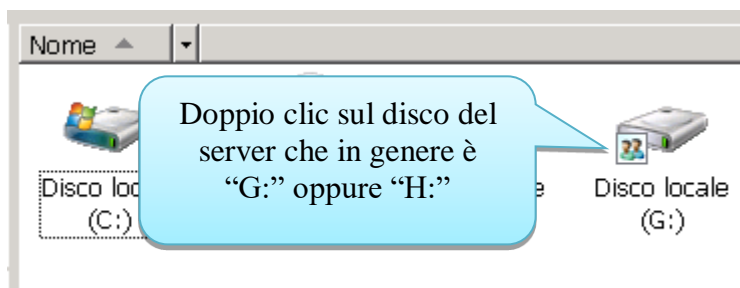 Nome
Doppio clic sul disco del
server che in genere è
“G:” oppure “H:”
Disco loc
(C:)
e
Disco locale
(G:)